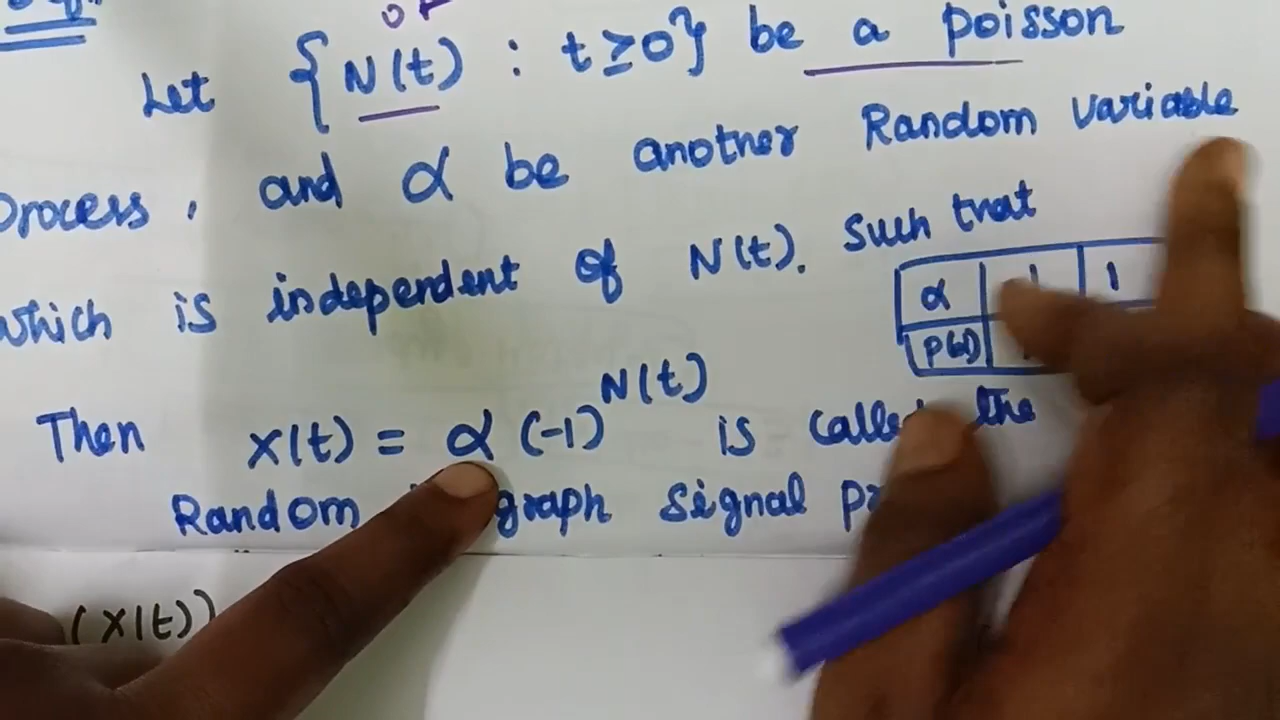 or
Let {N(t) : t≥0} be a poisson
process, and α be another Random variable
which is independent of N(t). Such that
α 1
P(α)
Then X(t) = α (-1)^N(t) is called the
Random graph signal
(X(t))